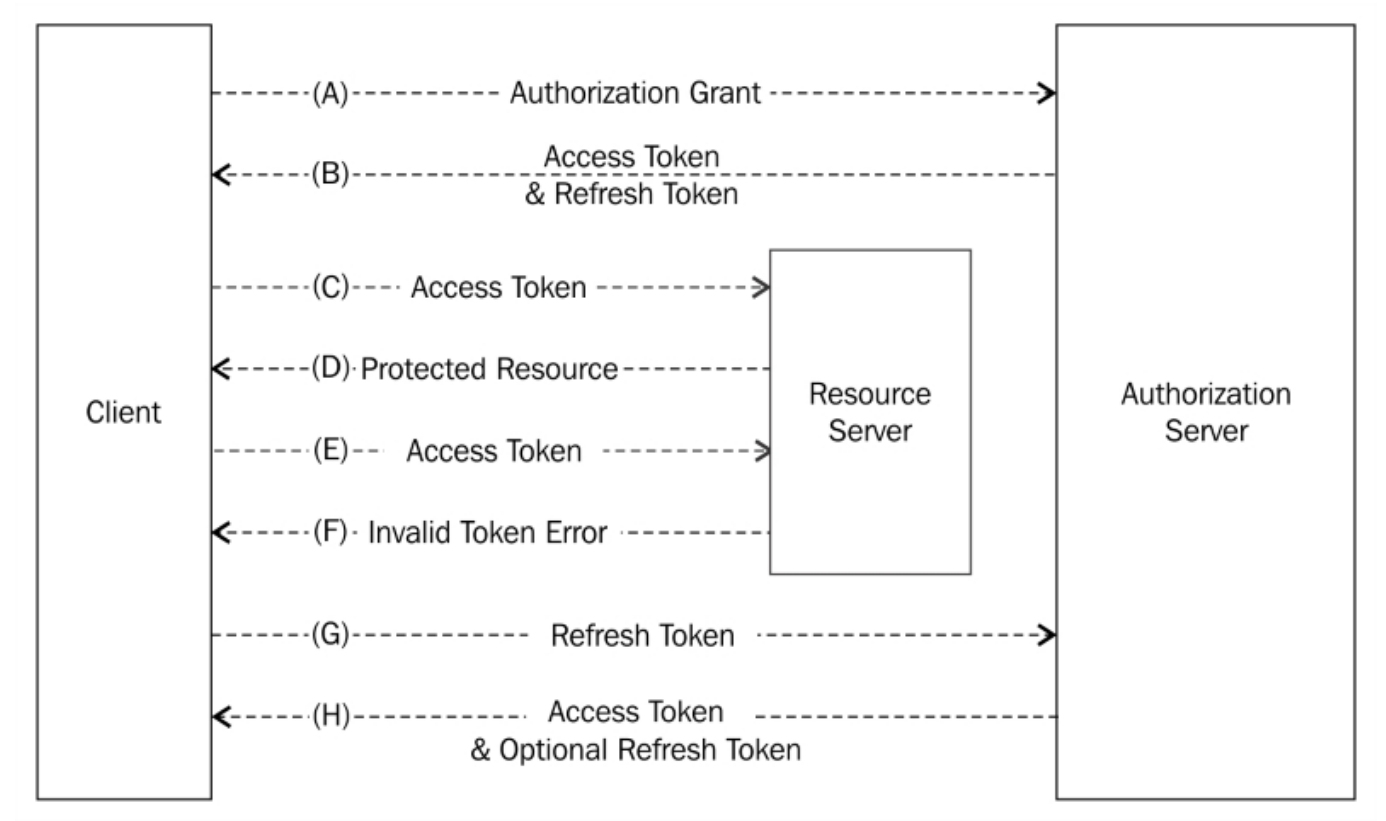 (A) Authorization Grant
(B) Access Token
& Refresh Token
(C) Access Token
(D) Protected Resource
Resource
Server
Client
Authorization
Server
(E) Access Token
(F) Invalid Token Error
(G) Refresh Token
(H) Access Token
& Optional Refresh Token